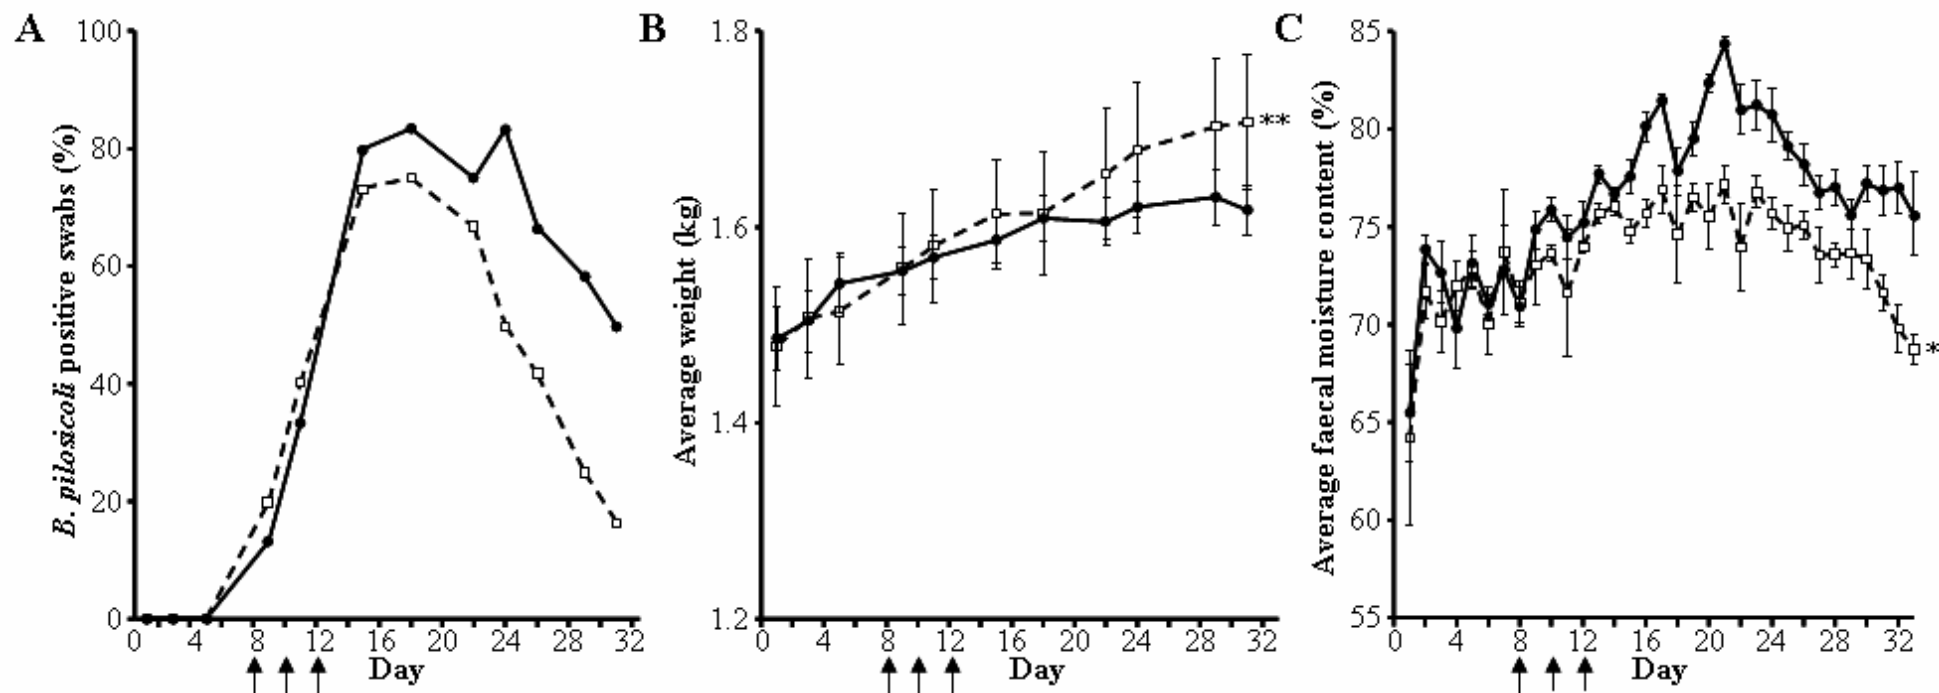 A
B. pilosicoli positive swabs (%)
100
80
60
40
20
0
0 4 8 12 16 20 24 28 32
Day
B
Average weight (kg)
1.8
1.6
1.4
1.2
0 4 8 12 16 20 24 28 32
Day
**
C
Average faecal moisture content (%)
85
80
75
70
65
60
55
0 4 8 12 16 20 24 28 32
Day
*